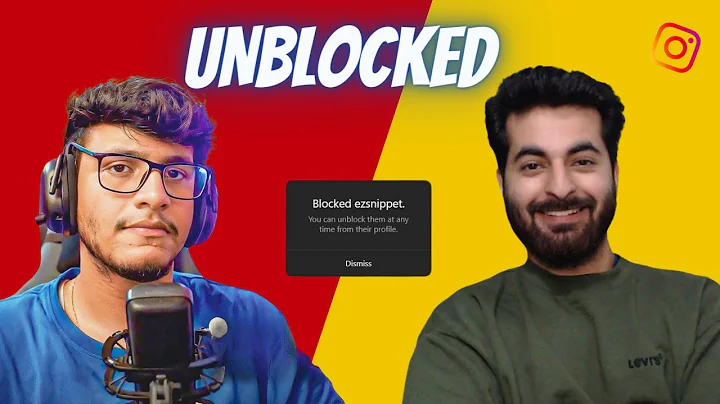 UNBLOCKED
Blocked ezsnippet.
You can unblock them at any
time from their profile.
Dismiss
LEVI'S